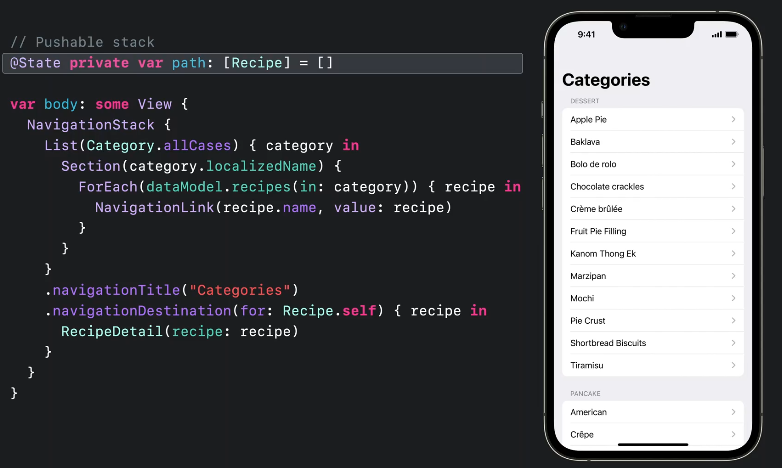 // Pushable stack
@State private var path: [Recipe] = []
var body: some View {
NavigationStack {
List(Category.allCases) { category in
Section(category.localizedName) {
ForEach(dataModel.recipes(in: category)) { recipe in
NavigationLink(recipe.name, value: recipe)
}
}
}
.navigationTitle("Categories")
.navigationDestination(for: Recipe.self) { recipe in
RecipeDetail(recipe: recipe)
}
}
}
9:41
Categories
DESSERT
Apple Pie
Baklava
Bolo de rolo
Chocolate crackles
Crème brûlée
Fruit Pie Filling
Kanom Thong Ek
Marzipan
Mochi
Pie Crust
Shortbread Biscuits
Tiramisu
PANCAKE
American
Crêpe